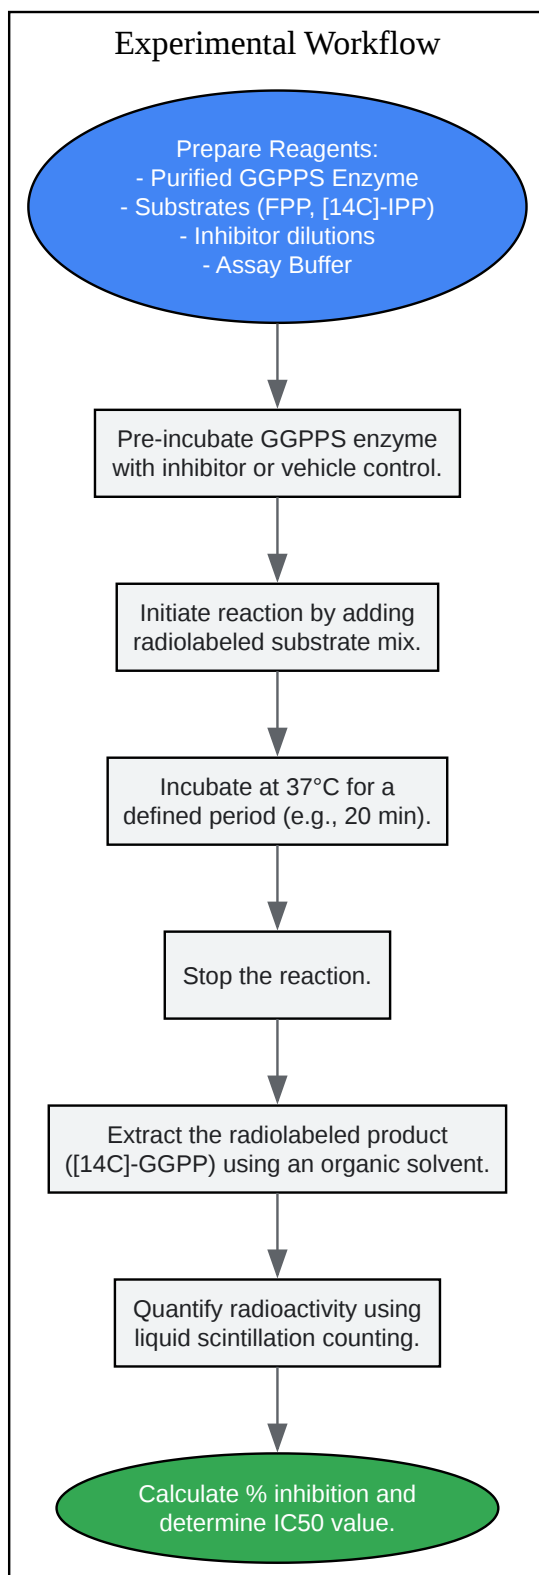 Experimental Workflow
Prepare Reagents:
- Purified GGPPS Enzyme
- Substrates (FPP, [14C]-IPP)
- Inhibitor dilutions
- Assay Buffer
Pre-incubate GGPPS enzyme
with inhibitor or vehicle control.
Initiate reaction by adding
radiolabeled substrate mix.
Incubate at 37°C for a
defined period (e.g., 20 min).
Stop the reaction.
Extract the radiolabeled product
([14C]-GGPP) using an organic solvent.
Quantify radioactivity using
liquid scintillation counting.
Calculate % inhibition and
determine IC50 value.